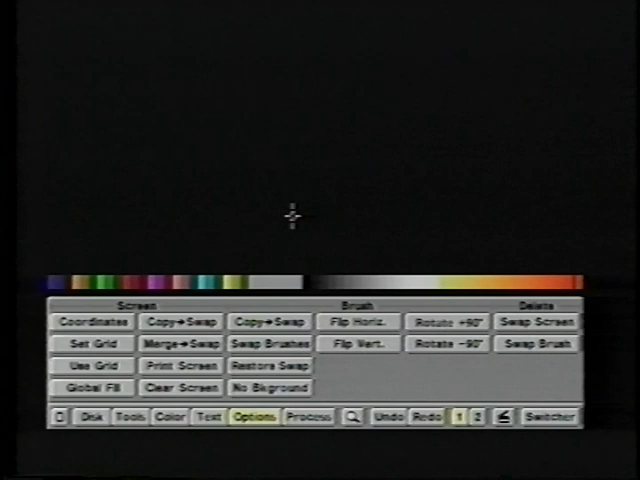 Screen Brush Delete
Coordinates Copy→Swap Copy→Swap Flip Horiz. Rotate +90° Swap Screen
Set Grid Merge→Swap Swap Brushes Flip Vert. Rotate -90° Swap Brush
Use Grid Print Screen Restore Swap
Global Fill Clear Screen No Bkground
Disk Tools Color Text Options Process Undo Redo 1 2 Switcher